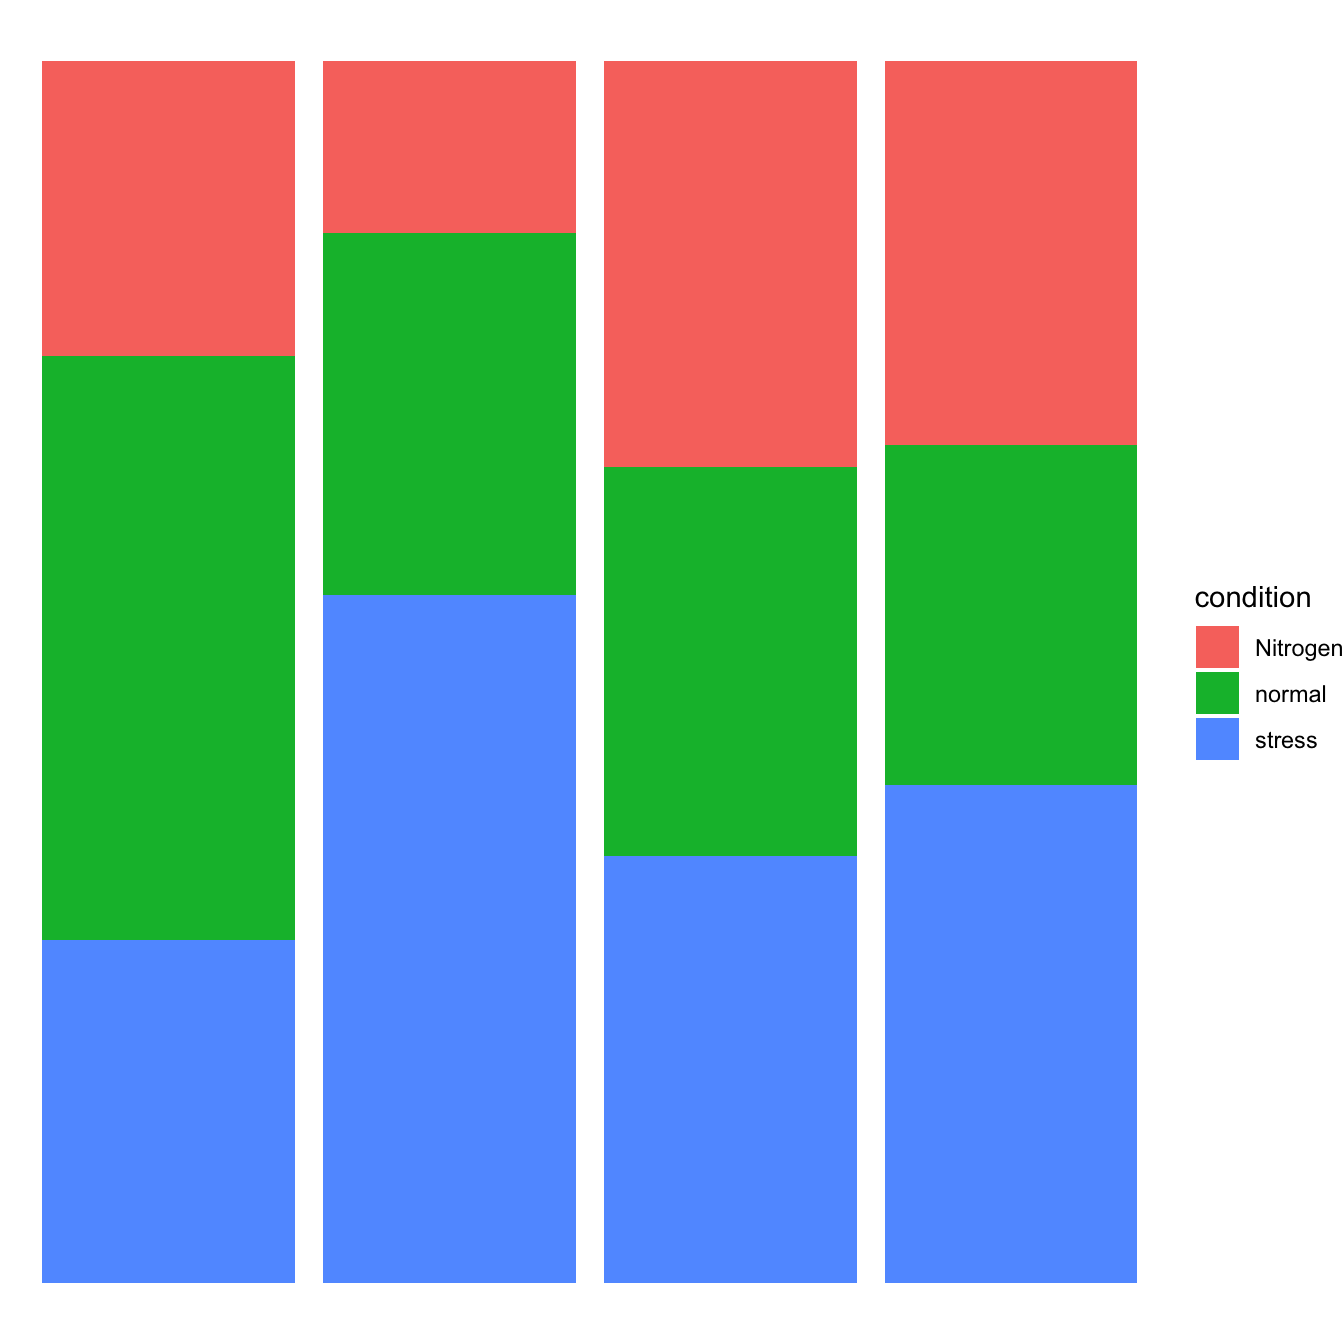 condition
Nitrogen
normal
stress